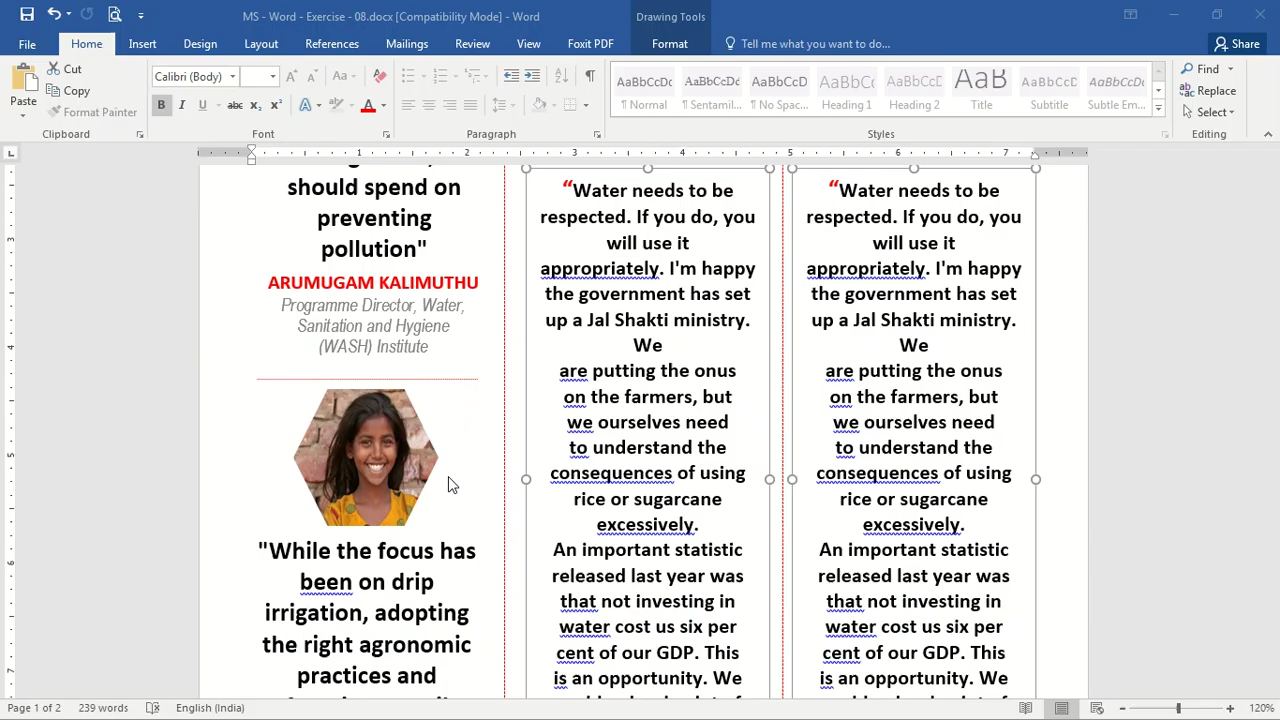 MS - Word - Exercise - 08.docx [Compatibility Mode] - Word
Drawing Tools
File Home Insert Design Layout References Mailings Review View Foxit PDF Format Tell me what you want to do... Share
Paste Cut Copy Format Painter Clipboard
Calibri (Body) Font
Paragraph
AaBbCcDc AaBbCcDc AaBbCcDc AaBbCcDc AaBbCcDc AaB AaBbCcDc AaBbCcDc
¶ Normal ¶ No Spac... Heading 2 Title Subtitle Subtle Em...
Styles
Find Replace Select Editing
should spend on
preventing
pollution"
ARUMUGAM KALIMUTHU
Programme Director, Water,
Sanitation and Hygiene
(WASH) Institute
"While the focus has
been on drip
irrigation, adopting
the right agronomic
practices and
“Water needs to be
respected. If you do, you
will use it
appropriately. I'm happy
the government has set
up a Jal Shakti ministry.
We
are putting the onus
on the farmers, but
we ourselves need
to understand the
consequences of using
rice or sugarcane
excessively.
An important statistic
released last year was
that not investing in
water cost us six per
cent of our GDP. This
is an opportunity. We
“Water needs to be
respected. If you do, you
will use it
appropriately. I'm happy
the government has set
up a Jal Shakti ministry.
We
are putting the onus
on the farmers, but
we ourselves need
to understand the
consequences of using
rice or sugarcane
excessively.
An important statistic
released last year was
that not investing in
water cost us six per
cent of our GDP. This
is an opportunity. We
Page 1 of 2 239 words English (India) 120%